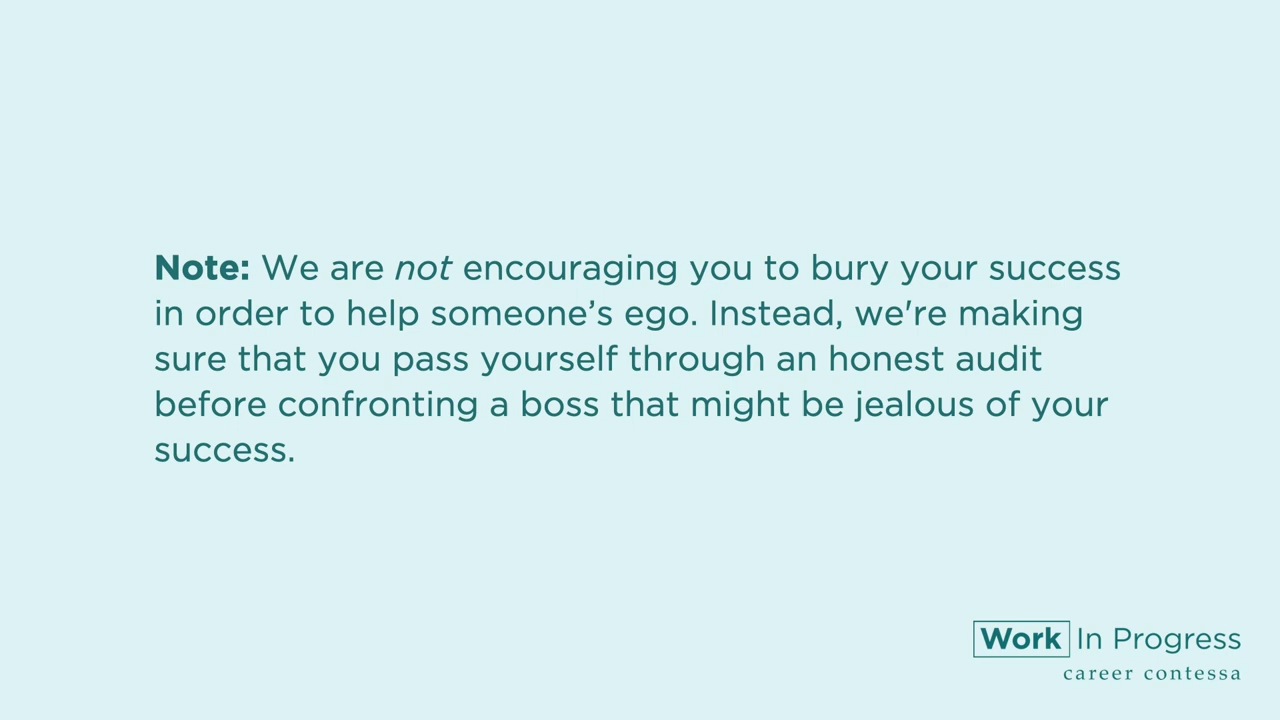 Note: We are not encouraging you to bury your success
in order to help someone’s ego. Instead, we're making
sure that you pass yourself through an honest audit
before confronting a boss that might be jealous of your
success.
Work In Progress
career contessa